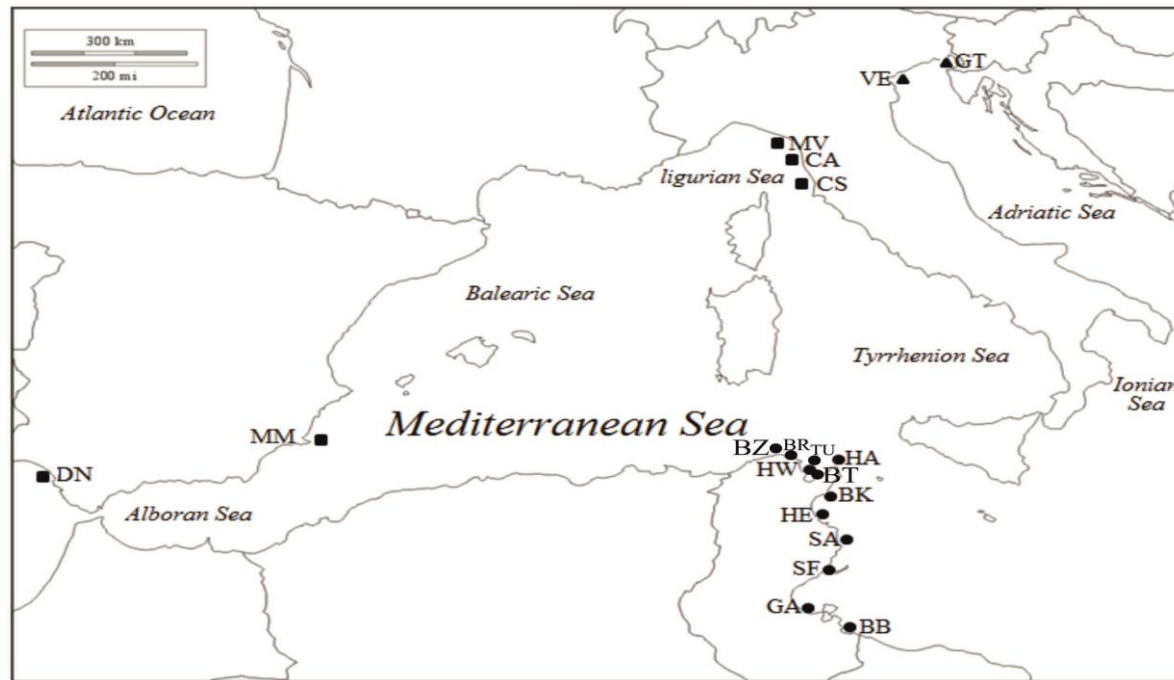 300 km
200 mi
Atlantic Ocean
GT
VE
MV
CA
ligurian Sea
CS
Adriatic Sea
Balearic Sea
Tyrrhenion Sea
Ionian
Sea
Mediterranean Sea
MM
BZ
BR
TU
HA
HW
BT
DN
BK
Alboran Sea
HE
SA
SF
GA
BB